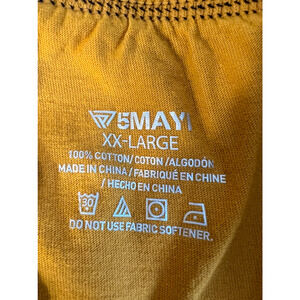 5MAYI
XX-LARGE
100% COTTON/COTON/ALGODÓN
MADE IN CHINA/FABRIQUÉ EN CHINE
/HECHO EN CHINA
30
DO NOT USE FABRIC SOFTENER.